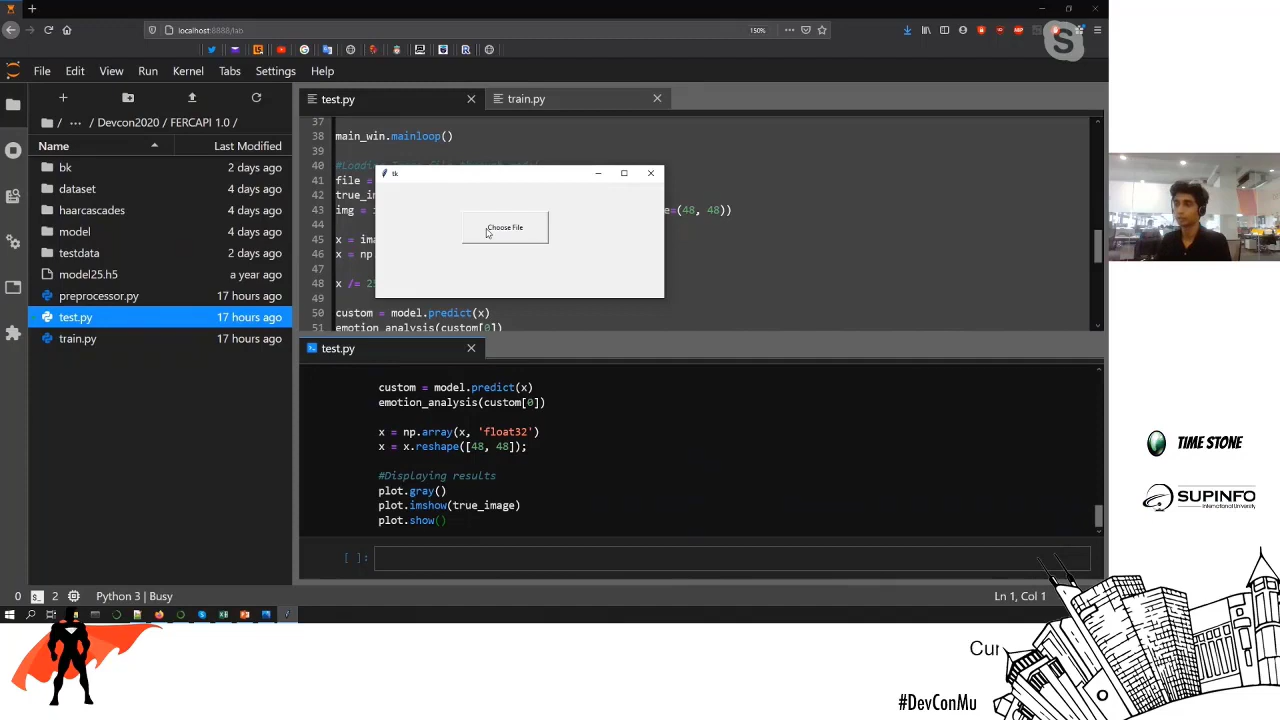 localhost:8888/lab
150%
File Edit View Run Kernel Tabs Settings Help
/ ··· / Devcon2020 / FERCAPI 1.0 /
Name Last Modified
bk 2 days ago
dataset 4 days ago
haarcascades 4 days ago
model 4 days ago
testdata 2 days ago
model25.h5 a year ago
preprocessor.py 17 hours ago
test.py 17 hours ago
train.py 17 hours ago
test.py
train.py
37
38 main_win.mainloop()
39
40
41 file =
42
43 img = =(48, 48))
44
45 x =
46 x = np
47
48 x /=
49
50 custom = model.predict(x)
51 emotion_analysis(custom[0])
tk
Choose File
test.py
custom = model.predict(x)
emotion_analysis(custom[0])
x = np.array(x, 'float32')
x = x.reshape([48, 48]);
#Displaying results
plot.gray()
plot.imshow(true_image)
plot.show()
[ ]:
0 2 Python 3 | Busy
Ln 1, Col 1
TIME STONE
SUPINFO
International University
Cur
#DevConMu